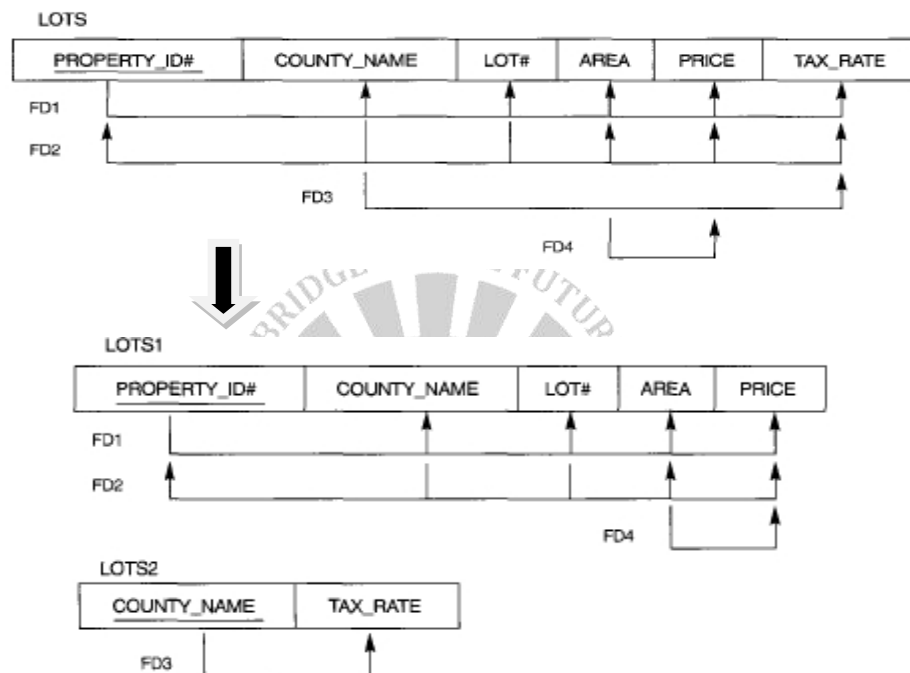 LOTS
PROPERTY_ID# COUNTY_NAME LOT# AREA PRICE TAX_RATE
FD1
FD2
FD3
FD4
LOTS1
PROPERTY_ID# COUNTY_NAME LOT# AREA PRICE
FD1
FD2
FD4
LOTS2
COUNTY_NAME TAX_RATE
FD3